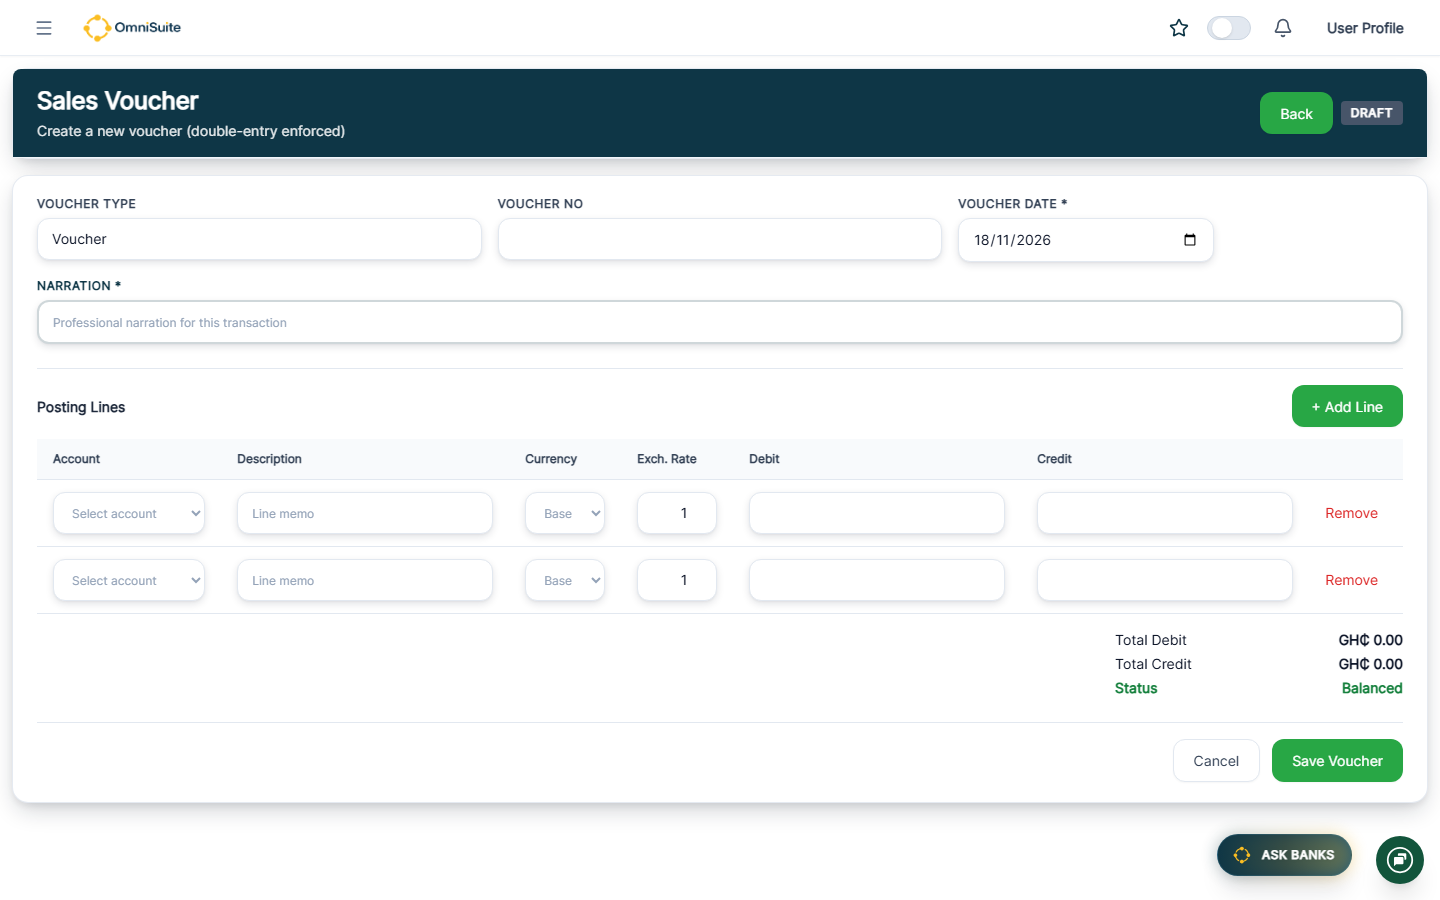 OmniSuite
User Profile
Sales Voucher
Create a new voucher (double-entry enforced)
Back
DRAFT
VOUCHER TYPE
VOUCHER NO
VOUCHER DATE *
Voucher
18/11/2026
NARRATION *
Professional narration for this transaction
Posting Lines
+ Add Line
Account Description Currency Exch. Rate Debit Credit
Select account Line memo Base 1 Remove
Select account Line memo Base 1 Remove
Total Debit GH₵ 0.00
Total Credit GH₵ 0.00
Status Balanced
Cancel
Save Voucher
ASK BANKS